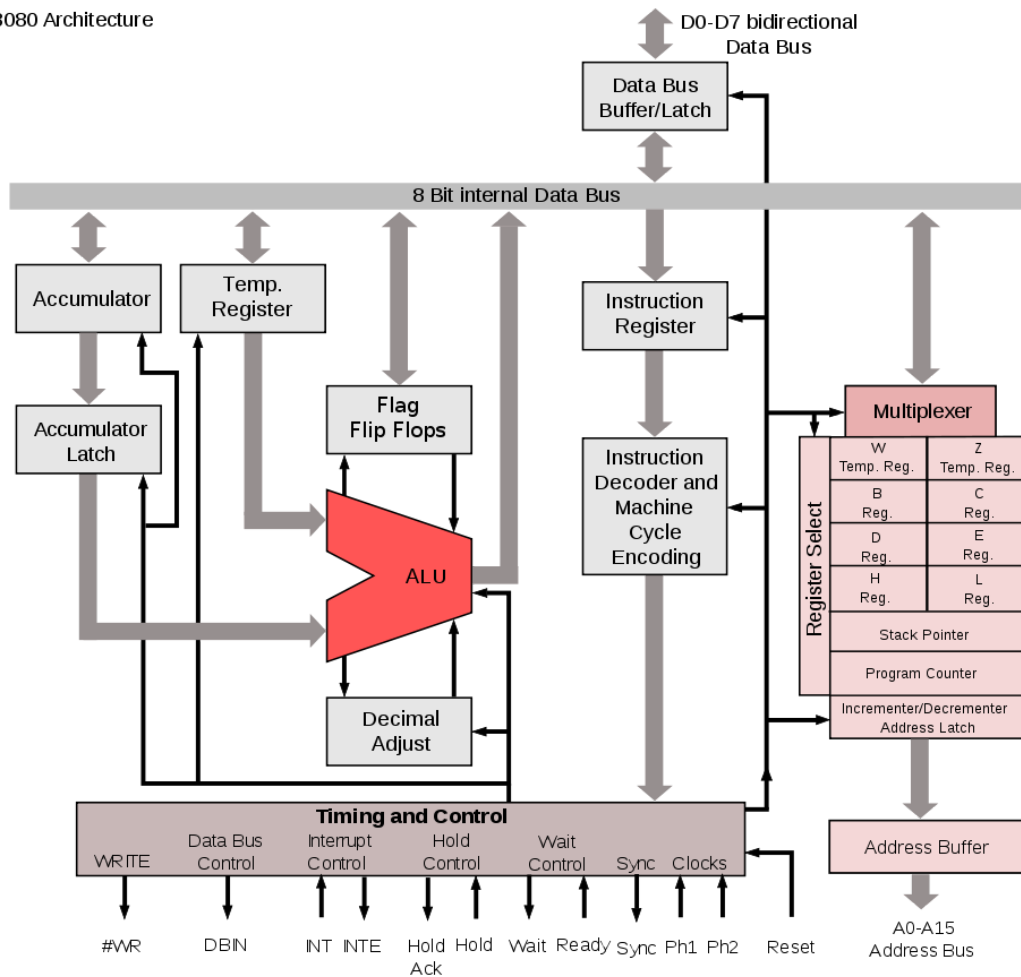 8080 Architecture
D0-D7 bidirectional
Data Bus
Data Bus
Buffer/Latch
8 Bit internal Data Bus
Accumulator
Temp.
Register
Instruction
Register
Flag
Flip Flops
Multiplexer
Accumulator
Latch
Instruction
Decoder and
Machine
Cycle
Encoding
Register Select
W
Temp. Reg.
Z
Temp. Reg.
B
Reg.
C
Reg.
D
Reg.
E
Reg.
H
Reg.
L
Reg.
ALU
Stack Pointer
Program Counter
Incrementer/Decrementer
Address Latch
Decimal
Adjust
Timing and Control
WRITE
Data Bus
Control
Interrupt
Control
Hold
Control
Wait
Control
Sync
Clocks
Address Buffer
#WR
DBIN
INT
INTE
Hold
Ack
Hold
Wait
Ready
Sync
Ph1
Ph2
Reset
A0-A15
Address Bus